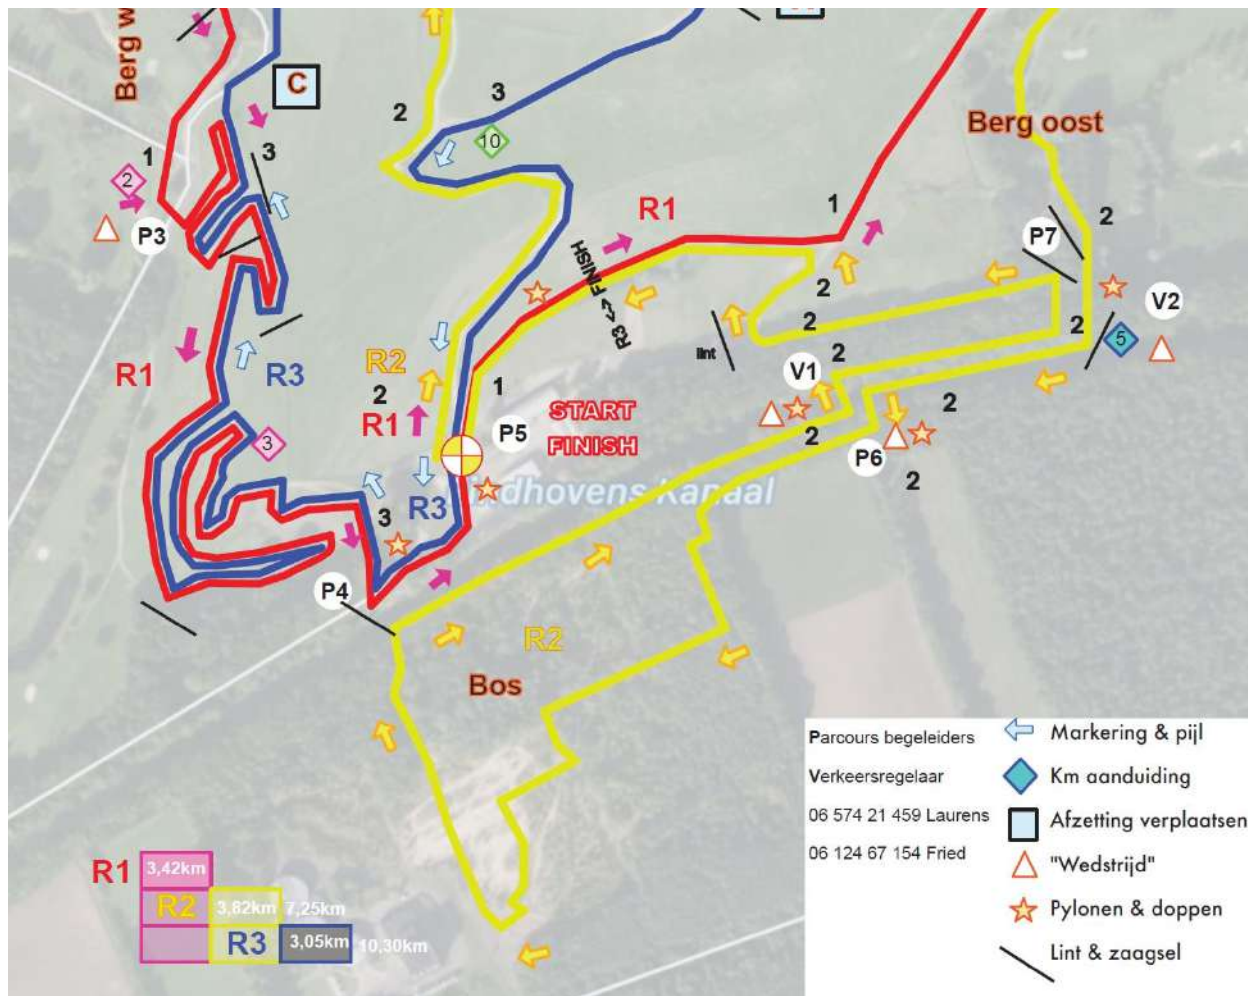 Berg w
C
2
3
10
Berg oost
1
3
2
P3
R1
1
2
P7
R3 <-> FINISH
2
V2
2
2
5
lint
R1
R3
R2
2
2
V1
1
R1
START
P5
FINISH
2
2
3
P6
2
R3
ndhovens Kanaal
3
P4
R2
Bos
Parcours begeleiders
Markering & pijl
Verkeersregelaar
Km aanduiding
06 574 21 459 Laurens
Afzetting verplaatsen
06 124 67 154 Fried
"Wedstrijd"
R1 3,42km
Pylonen & doppen
R2 3,82km 7,25km
R3 3,05km 10,30km
Lint & zaagsel